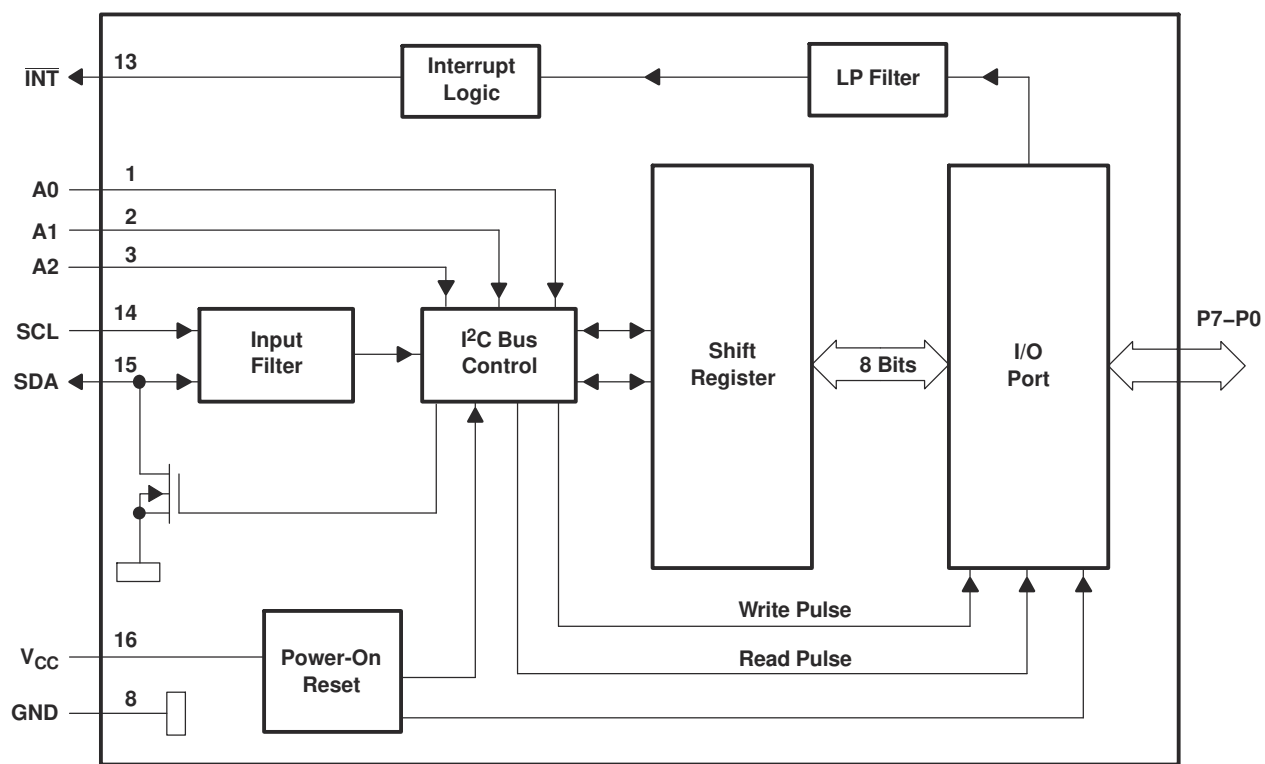 INT
13
Interrupt
Logic
LP Filter
A0
1
A1
2
A2
3
SCL
14
SDA
15
Input
Filter
I²C Bus
Control
Shift
Register
8 Bits
I/O
Port
P7–P0
Write Pulse
Read Pulse
VCC
16
Power-On
Reset
GND
8